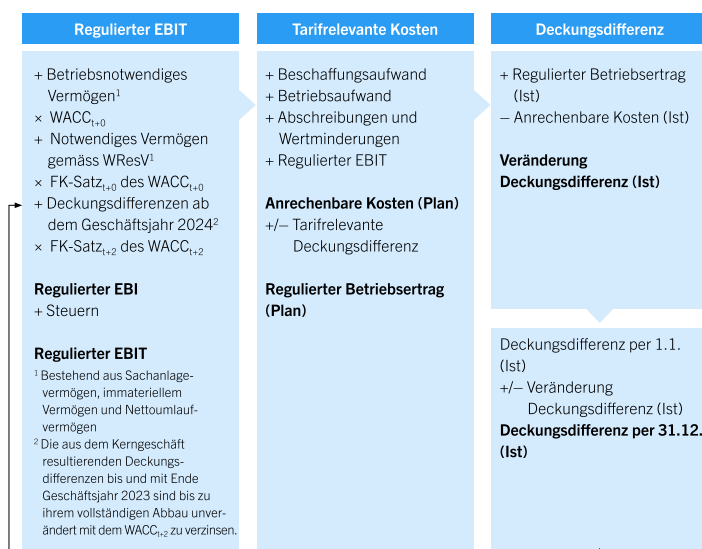 Regulierter EBIT
+ Betriebsnotwendiges
Vermögen1
× WACCt+0
+ Notwendiges Vermögen
gemäss WResV1
× FK-Satzt+0 des WACCt+0
+ Deckungsdifferenzen ab
dem Geschäftsjahr 20242
× FK-Satzt+2 des WACCt+2
Regulierter EBI
+ Steuern
Regulierter EBIT
1 Bestehend aus Sachanlage-
vermögen, immateriellem
Vermögen und Nettoumlauf-
vermögen
2 Die aus dem Kerngeschäft
resultierenden Deckungs-
differenzen bis und mit Ende
Geschäftsjahr 2023 sind bis zu
ihrem vollständigen Abbau unver-
ändert mit dem WACCt+2 zu verzinsen.
Tarifrelevante Kosten
+ Beschaffungsaufwand
+ Betriebsaufwand
+ Abschreibungen und
Wertminderungen
+ Regulierter EBIT
Anrechenbare Kosten (Plan)
+/– Tarifrelevante
Deckungsdifferenz
Regulierter Betriebsertrag
(Plan)
Deckungsdifferenz
+ Regulierter Betriebsertrag
(Ist)
– Anrechenbare Kosten (Ist)
Veränderung
Deckungsdifferenz (Ist)
Deckungsdifferenz per 1.1.
(Ist)
+/– Veränderung
Deckungsdifferenz (Ist)
Deckungsdifferenz per 31.12.
(Ist)